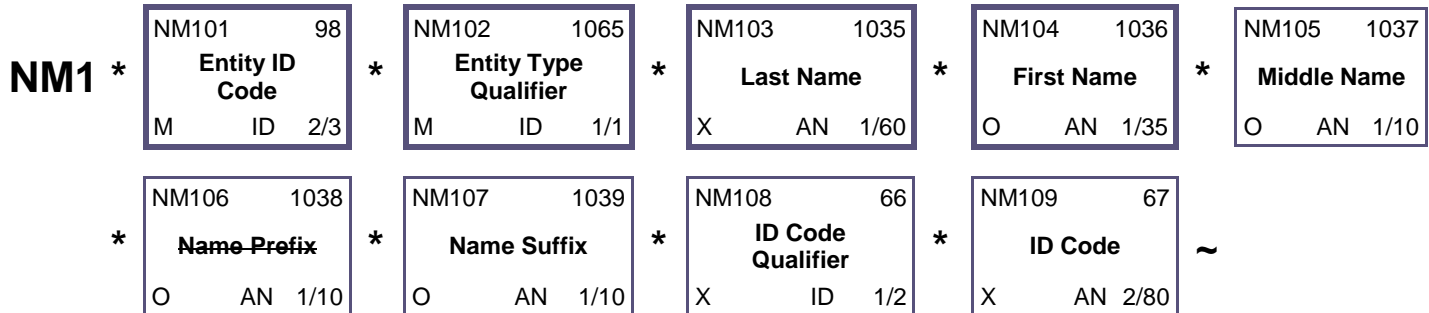 NM101 98 NM102 1065 NM103 1035 NM104 1036 NM105 1037
NM1 * Entity ID Code * Entity Type Qualifier * Last Name * First Name * Middle Name
M ID 2/3 M ID 1/1 X AN 1/60 O AN 1/35 O AN 1/10
NM106 1038 NM107 1039 NM108 66 NM109 67
* Name Prefix * Name Suffix * ID Code Qualifier * ID Code ~
O AN 1/10 O AN 1/10 X ID 1/2 X AN 2/80